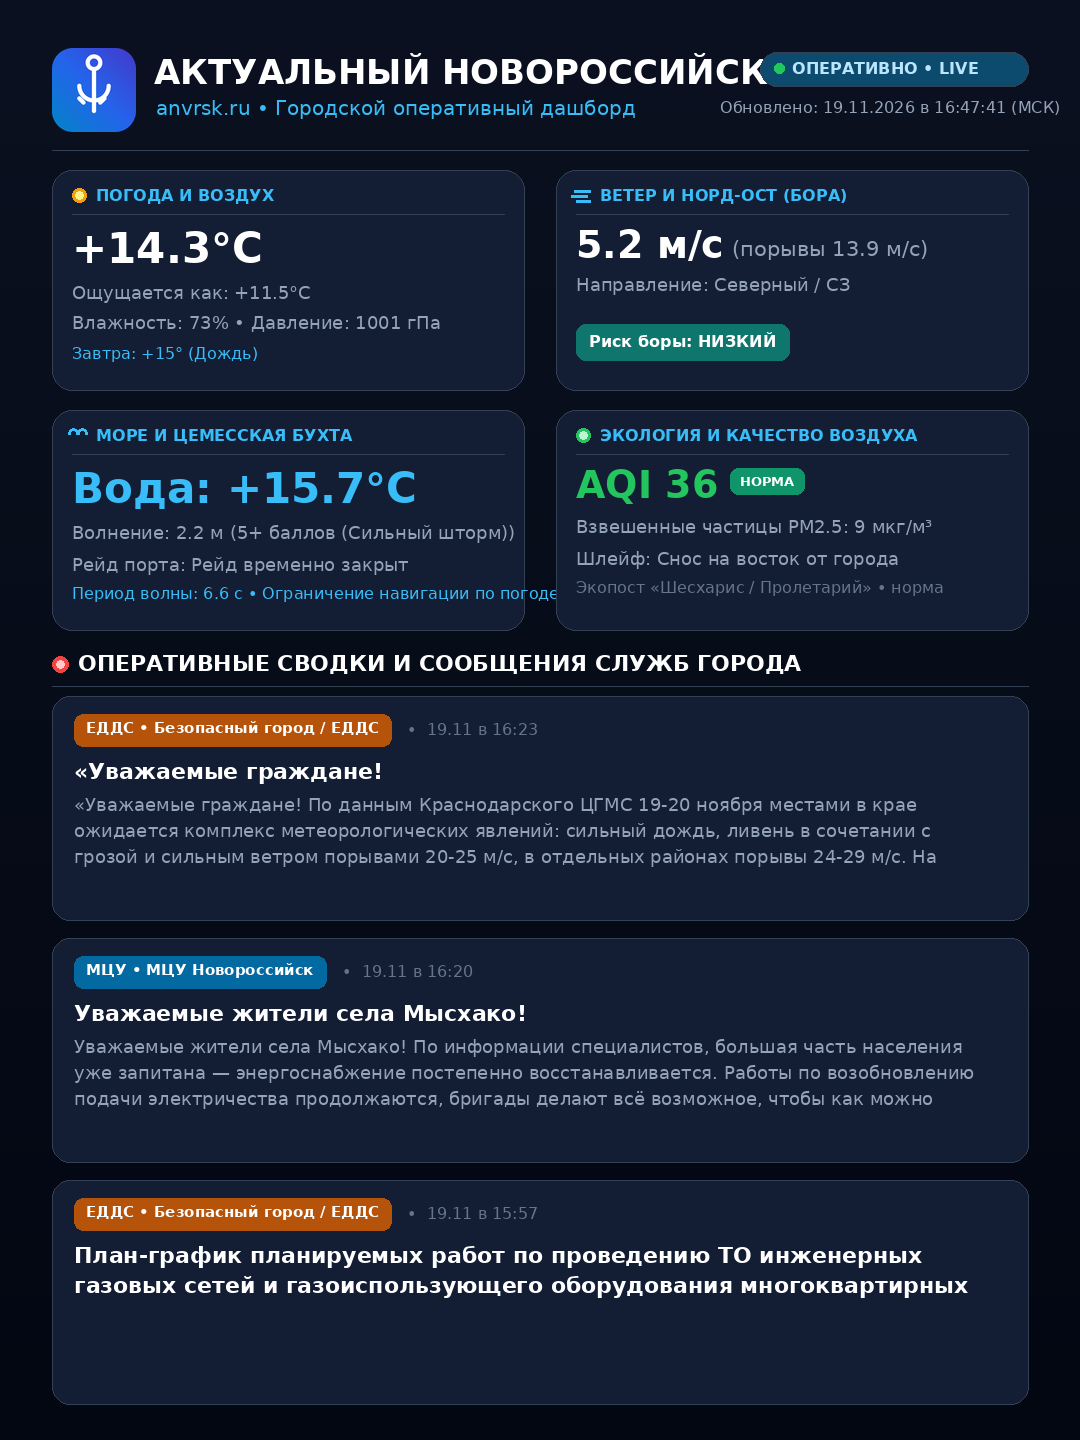 АКТУАЛЬНЫЙ НОВОРОССИЙСК
ОПЕРАТИВНО • LIVE
anvrsk.ru • Городской оперативный дашборд
Обновлено: 19.11.2026 в 16:47:41 (МСК)
ПОГОДА И ВОЗДУХ
+14.3°C
Ощущается как: +11.5°C
Влажность: 73% • Давление: 1001 гПа
Завтра: +15° (Дождь)
ВЕТЕР И НОРД-ОСТ (БОРА)
5.2 м/с (порывы 13.9 м/с)
Направление: Северный / СЗ
Риск боры: НИЗКИЙ
МОРЕ И ЦЕМЕССКАЯ БУХТА
Вода: +15.7°C
Волнение: 2.2 м (5+ баллов (Сильный шторм))
Рейд порта: Рейд временно закрыт
Период волны: 6.6 с • Ограничение навигации по погоде
ЭКОЛОГИЯ И КАЧЕСТВО ВОЗДУХА
AQI 36 НОРМА
Взвешенные частицы PM2.5: 9 мкг/м³
Шлейф: Снос на восток от города
Экопост «Шесхарис / Пролетарий» • норма
ОПЕРАТИВНЫЕ СВОДКИ И СООБЩЕНИЯ СЛУЖБ ГОРОДА
ЕДДС • Безопасный город / ЕДДС • 19.11 в 16:23
«Уважаемые граждане!
«Уважаемые граждане! По данным Краснодарского ЦГМС 19-20 ноября местами в крае
ожидается комплекс метеорологических явлений: сильный дождь, ливень в сочетании с
грозой и сильным ветром порывами 20-25 м/с, в отдельных районах порывы 24-29 м/с. На
МЦУ • МЦУ Новороссийск • 19.11 в 16:20
Уважаемые жители села Мысхако!
Уважаемые жители села Мысхако! По информации специалистов, большая часть населения
уже запитана — энергоснабжение постепенно восстанавливается. Работы по возобновлению
подачи электричества продолжаются, бригады делают всё возможное, чтобы как можно
ЕДДС • Безопасный город / ЕДДС • 19.11 в 15:57
План-график планируемых работ по проведению ТО инженерных
газовых сетей и газоиспользующего оборудования многоквартирных